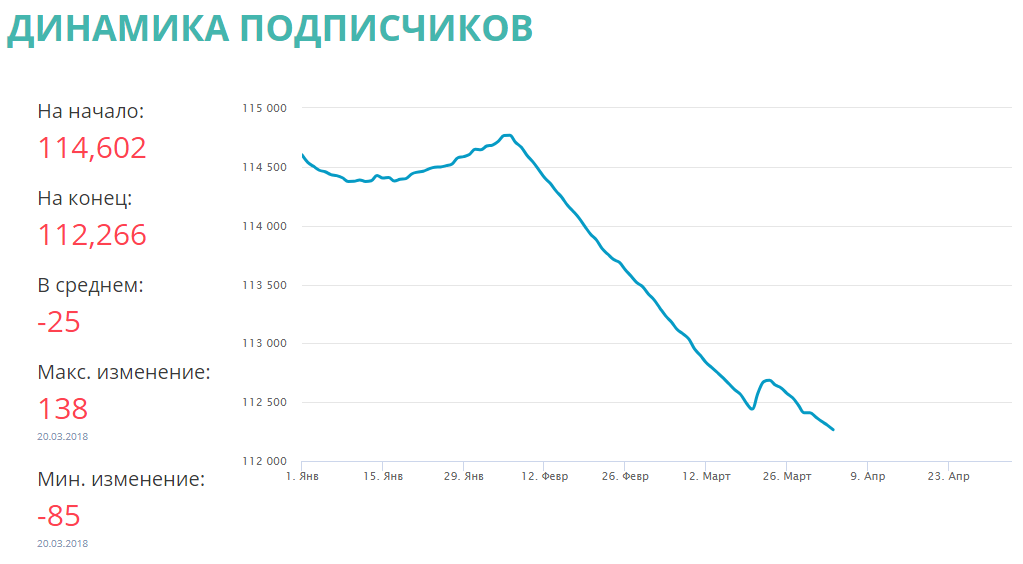 ДИНАМИКА ПОДПИСЧИКОВ
На начало:
114,602
На конец:
112,266
В среднем:
-25
Макс. изменение:
138
20.03.2018
Мин. изменение:
-85
20.03.2018
115 000
114 500
114 000
113 500
113 000
112 500
112 000
1. Янв
15. Янв
29. Янв
12. Февр
26. Февр
12. Март
26. Март
9. Апр
23. Апр